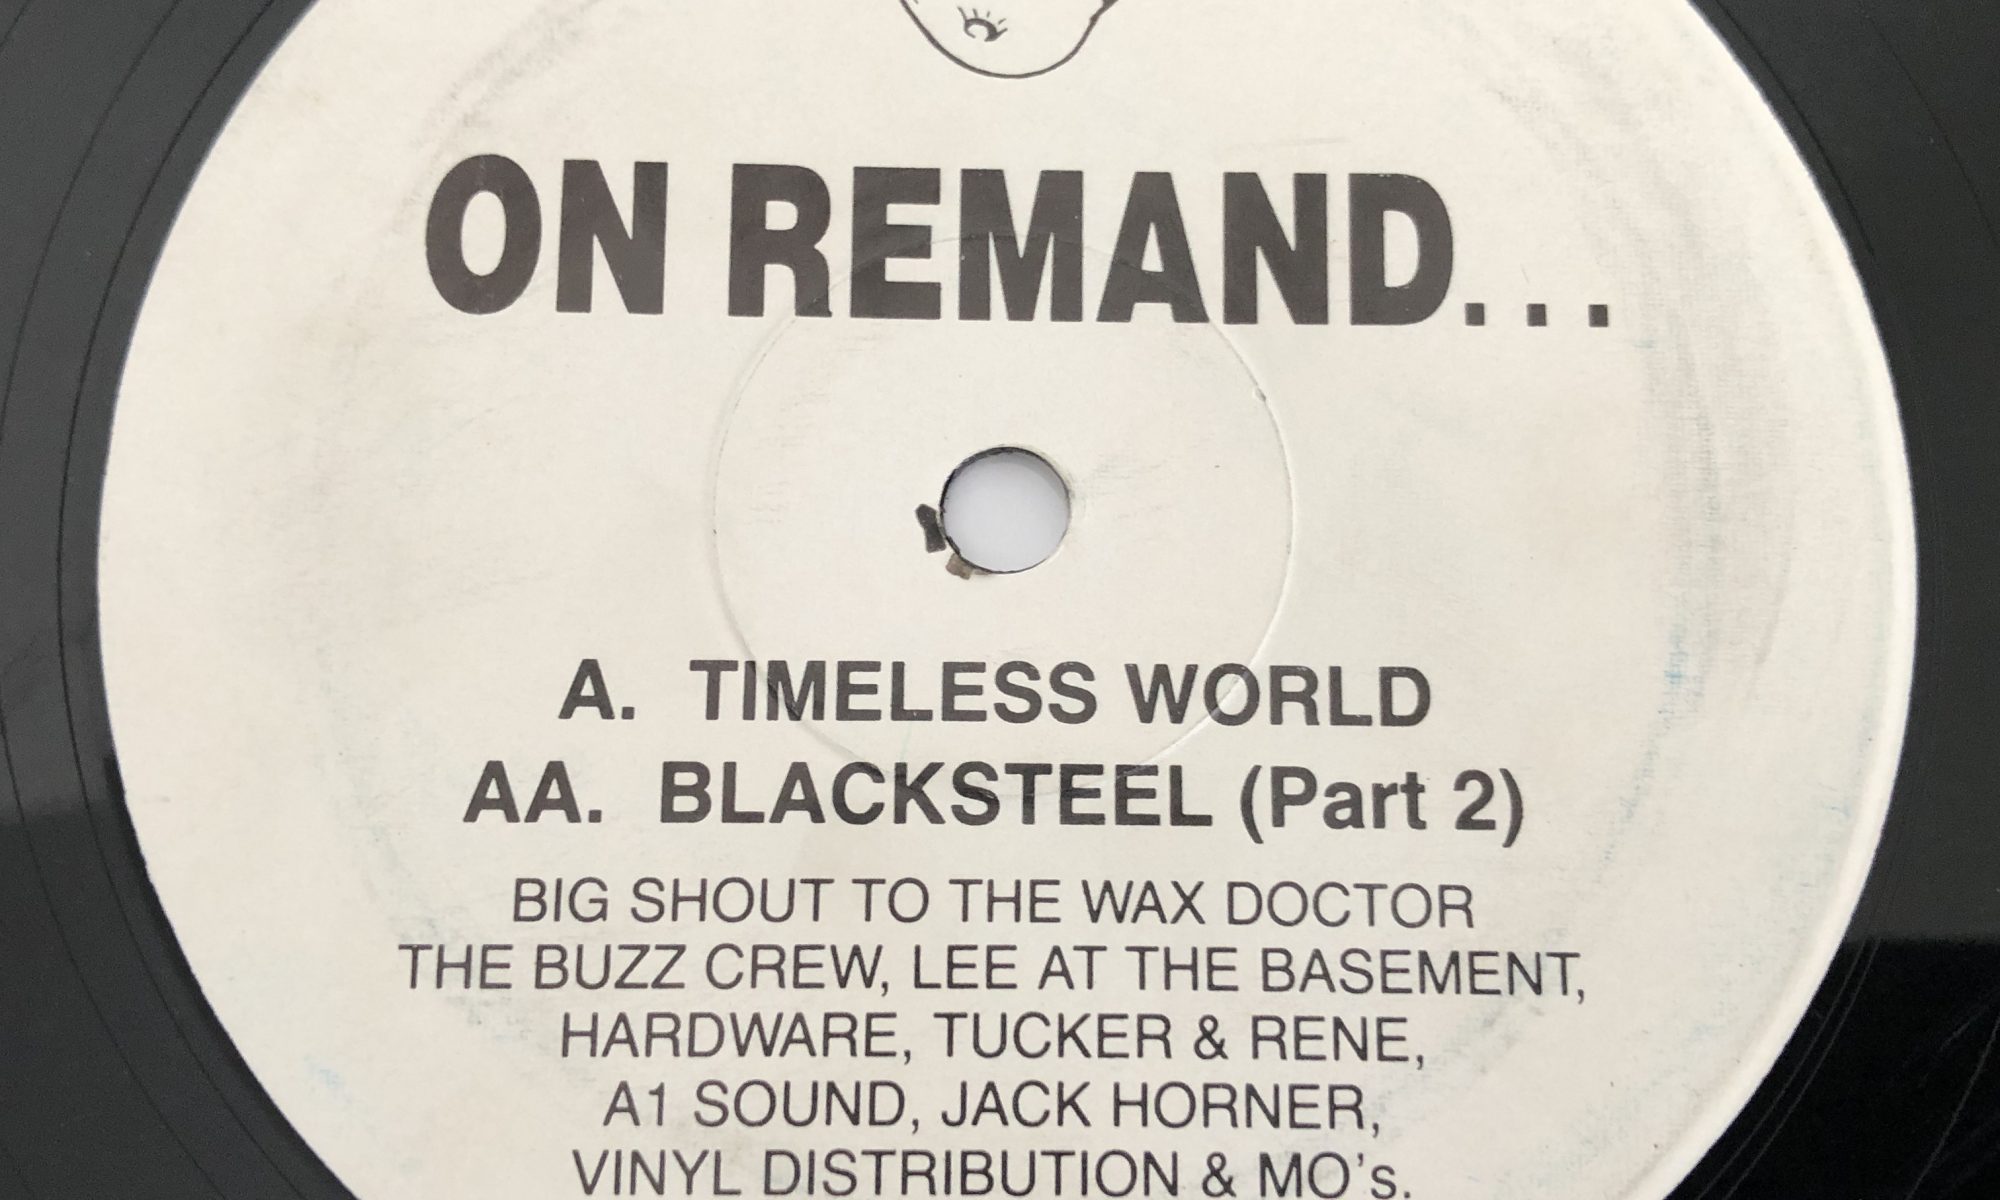 ON REMAND...
A. TIMELESS WORLD
AA. BLACKSTEEL (Part 2)
BIG SHOUT TO THE WAX DOCTOR
THE BUZZ CREW, LEE AT THE BASEMENT,
HARDWARE, TUCKER & RENE,
A1 SOUND, JACK HORNER,
VINYL DISTRIBUTION & MO's.